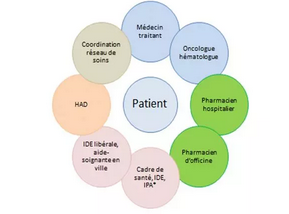 Médecin
traitant
Oncologue
hématologue
Pharmacien
hospitalier
Pharmacien
d'officine
Cadre de
santé, IDE,
IPA*
IDE libérale,
aide-
soignante en
ville
HAD
Coordination
réseau de
soins
Patient